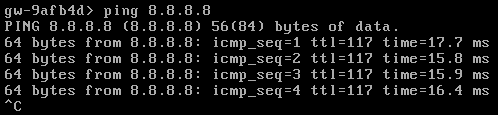 gw-9afb4d> ping 8.8.8.8
PING 8.8.8.8 (8.8.8.8) 56(84) bytes of data.
64 bytes from 8.8.8.8: icmp_seq=1 ttl=117 time=17.7 ms
64 bytes from 8.8.8.8: icmp_seq=2 ttl=117 time=15.8 ms
64 bytes from 8.8.8.8: icmp_seq=3 ttl=117 time=15.9 ms
64 bytes from 8.8.8.8: icmp_seq=4 ttl=117 time=16.4 ms
^C